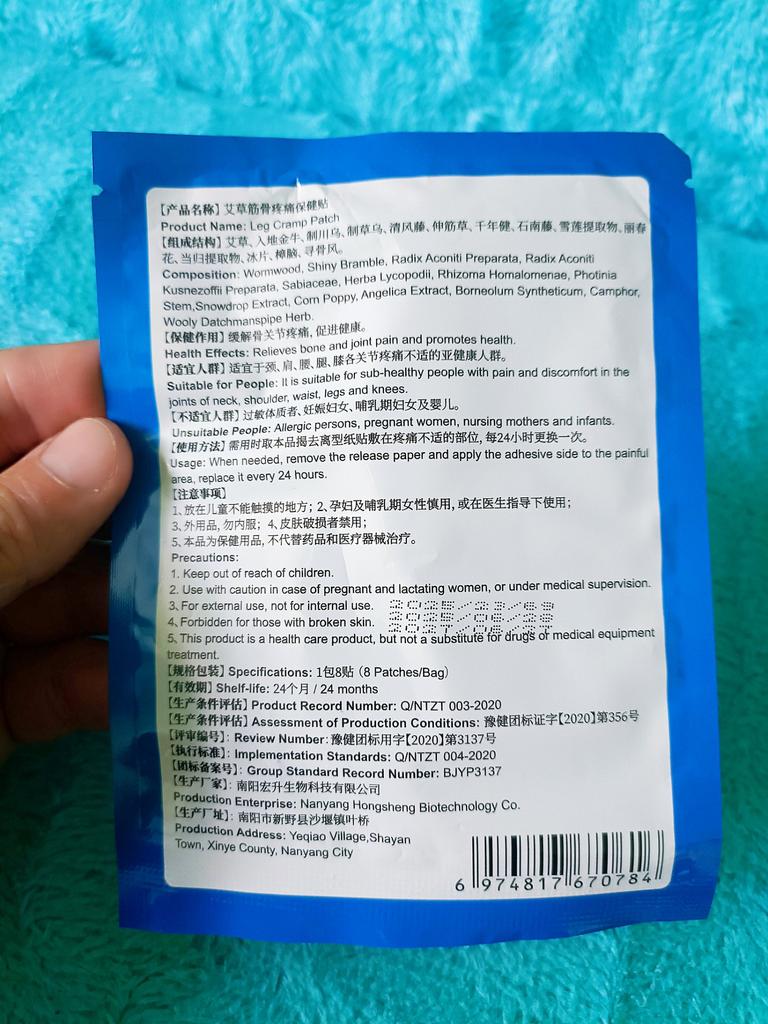 【产品名称】艾草筋骨疼痛保健贴
Product Name: Leg Cramp Patch
【组成结构】艾草、入地金牛、制川乌、制草乌、清风藤、伸筋草、千年健、石南藤、雪莲提取物、丽春
花、当归提取物、冰片、樟脑、寻骨风。
Composition: Wormwood, Shiny Bramble, Radix Aconiti Preparata, Radix Aconiti
Kusnezoffii Preparata, Sabiaceae, Herba Lycopodii, Rhizoma Homalomenae, Photinia
Stem,Snowdrop Extract, Corn Poppy, Angelica Extract, Borneolum Syntheticum, Camphor,
Wooly Datchmanspipe Herb.
【保健作用】缓解骨关节疼痛,促进健康。
Health Effects: Relieves bone and joint pain and promotes health.
【适宜人群】适宜于颈、肩、腰、腿、膝各关节疼痛不适的亚健康人群。
Suitable for People: It is suitable for sub-healthy people with pain and discomfort in the
joints of neck, shoulder, waist, legs and knees.
【不适宜人群】过敏体质者、妊娠妇女、哺乳期妇女及婴儿。
Unsuitable People: Allergic persons, pregnant women, nursing mothers and infants.
【使用方法】需用时取本品揭去离型纸贴敷在疼痛不适的部位,每24小时更换一次。
Usage: When needed, remove the release paper and apply the adhesive side to the painful
area, replace it every 24 hours.
【注意事项】
1、放在儿童不能触摸的地方; 2、孕妇及哺乳期女性慎用,或在医生指导下使用;
3、外用品,勿内服; 4、皮肤破损者禁用;
5、本品为保健用品,不代替药品和医疗器械治疗。
Precautions:
1. Keep out of reach of children.
2. Use with caution in case of pregnant and lactating women, or under medical supervision.
3、For external use, not for internal use.
4、Forbidden for those with broken skin.
5、This product is a health care product, but not a substitute for drugs or medical equipment
treatment.
【规格包装】Specifications: 1包8贴（8 Patches/Bag）
【有效期】Shelf-life: 24个月 / 24 months
【生产条件评估】Product Record Number: Q/NTZT 003-2020
【生产条件评估】Assessment of Production Conditions: 豫健团标证字【2020】第356号
【评审编号】: Review Number: 豫健团标用字【2020】第3137号
【执行标准】: Implementation Standards: Q/NTZT 004-2020
【团标备案号】: Group Standard Record Number: BJYP3137
【生产厂家】: 南阳宏升生物科技有限公司
Production Enterprise: Nanyang Hongsheng Biotechnology Co.
【生产厂址】: 南阳市新野县沙堰镇叶桥
Production Address: Yeqiao Village,Shayan
Town, Xinye County, Nanyang City
6 974817 670784